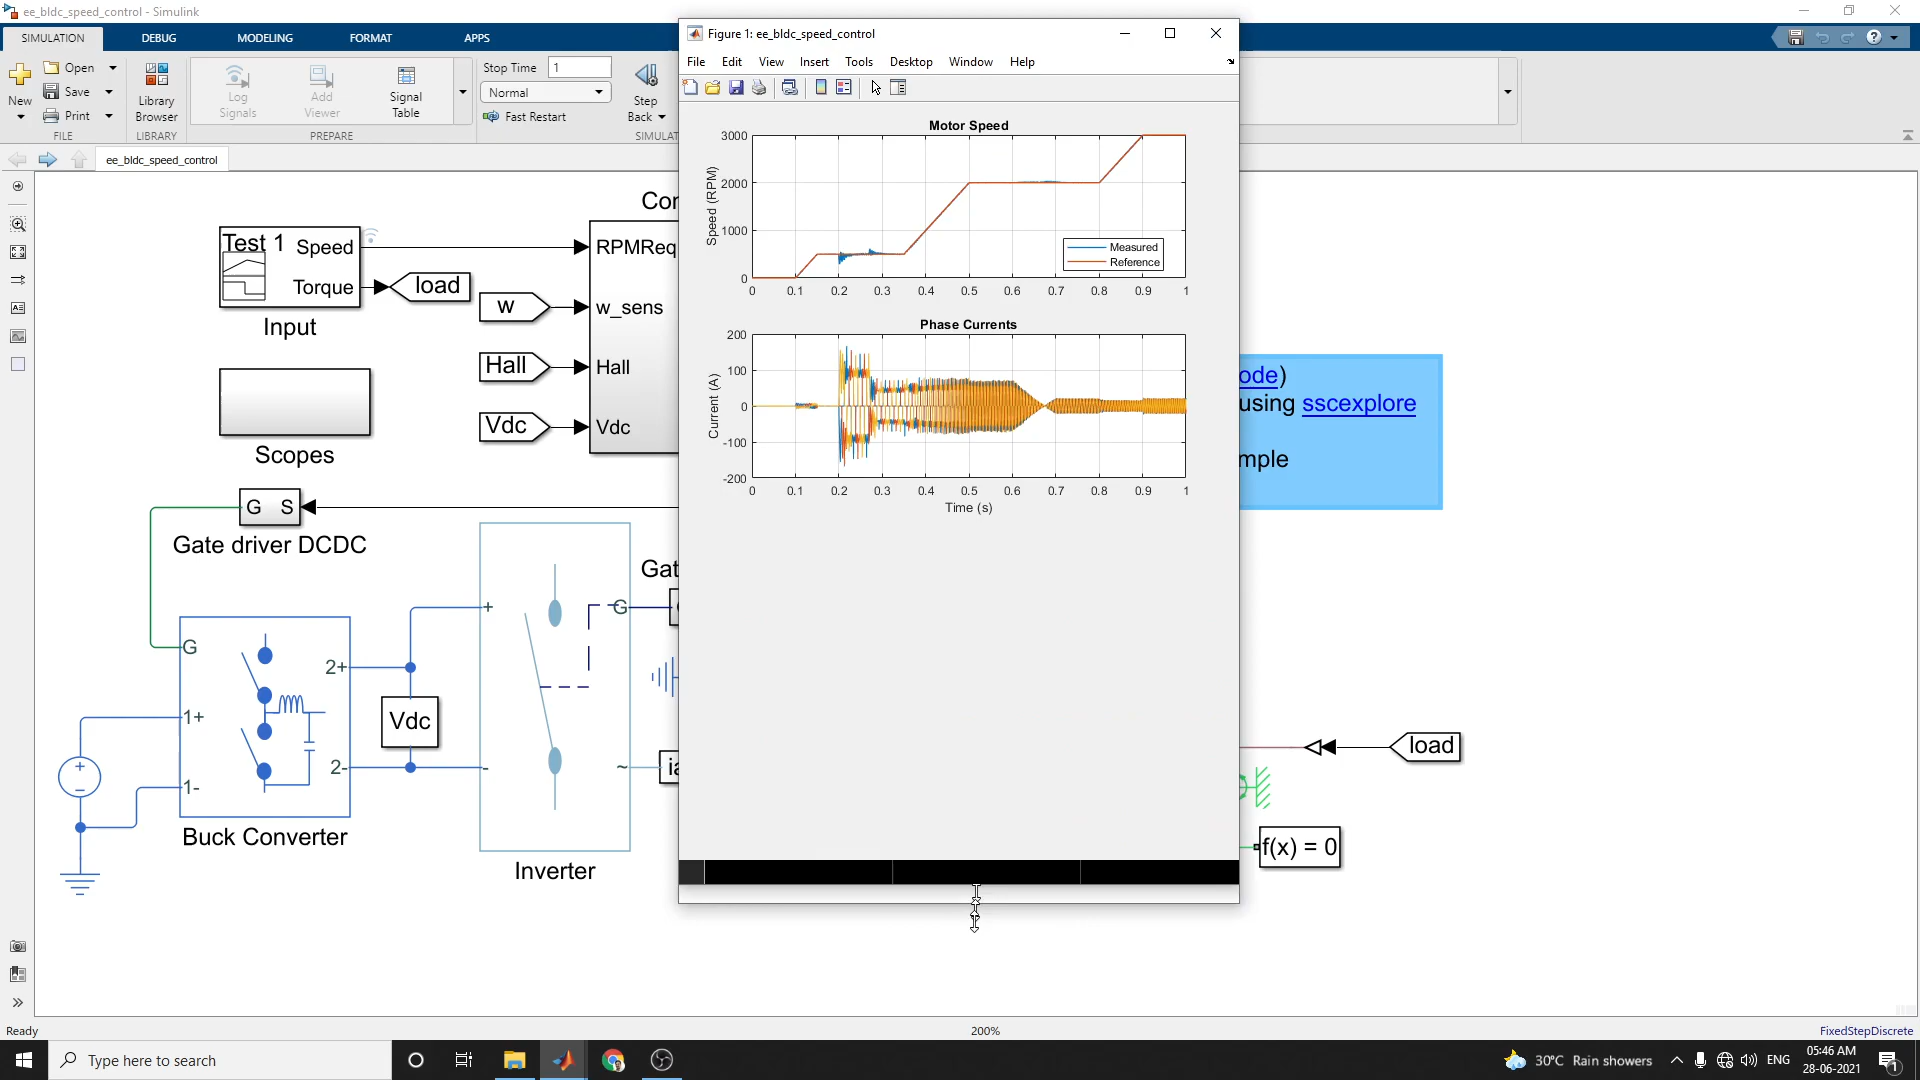 ee_bldc_speed_control - Simulink
SIMULATION
DEBUG
MODELING
FORMAT
APPS
New
Open
Save
Print
FILE
Library
Browser
LIBRARY
Log
Signals
Add
Viewer
Signal
Table
PREPARE
Stop Time 1
Normal
Fast Restart
Step
Back
SIMULAT
ee_bldc_speed_control
Figure 1: ee_bldc_speed_control
File Edit View Insert Tools Desktop Window Help
Motor Speed
Speed (RPM)
3000
2000
1000
0
0 0.1 0.2 0.3 0.4 0.5 0.6 0.7 0.8 0.9 1
Measured
Reference
Phase Currents
Current (A)
200
100
0
-100
-200
0 0.1 0.2 0.3 0.4 0.5 0.6 0.7 0.8 0.9 1
Time (s)
Test 1
Speed
Torque
Input
load
Scopes
w
Hall
Vdc
Cor
RPMReq
w_sens
Hall
Vdc
G S
Gate driver DCDC
G
1+
1-
2+
2-
Buck Converter
Vdc
+
-
G
~
Inverter
Gat
ia
ode)
using sscexplore
mple
load
f(x) = 0
Ready
200%
FixedStepDiscrete
Type here to search
30°C Rain showers
ENG
05:46 AM
28-06-2021
1